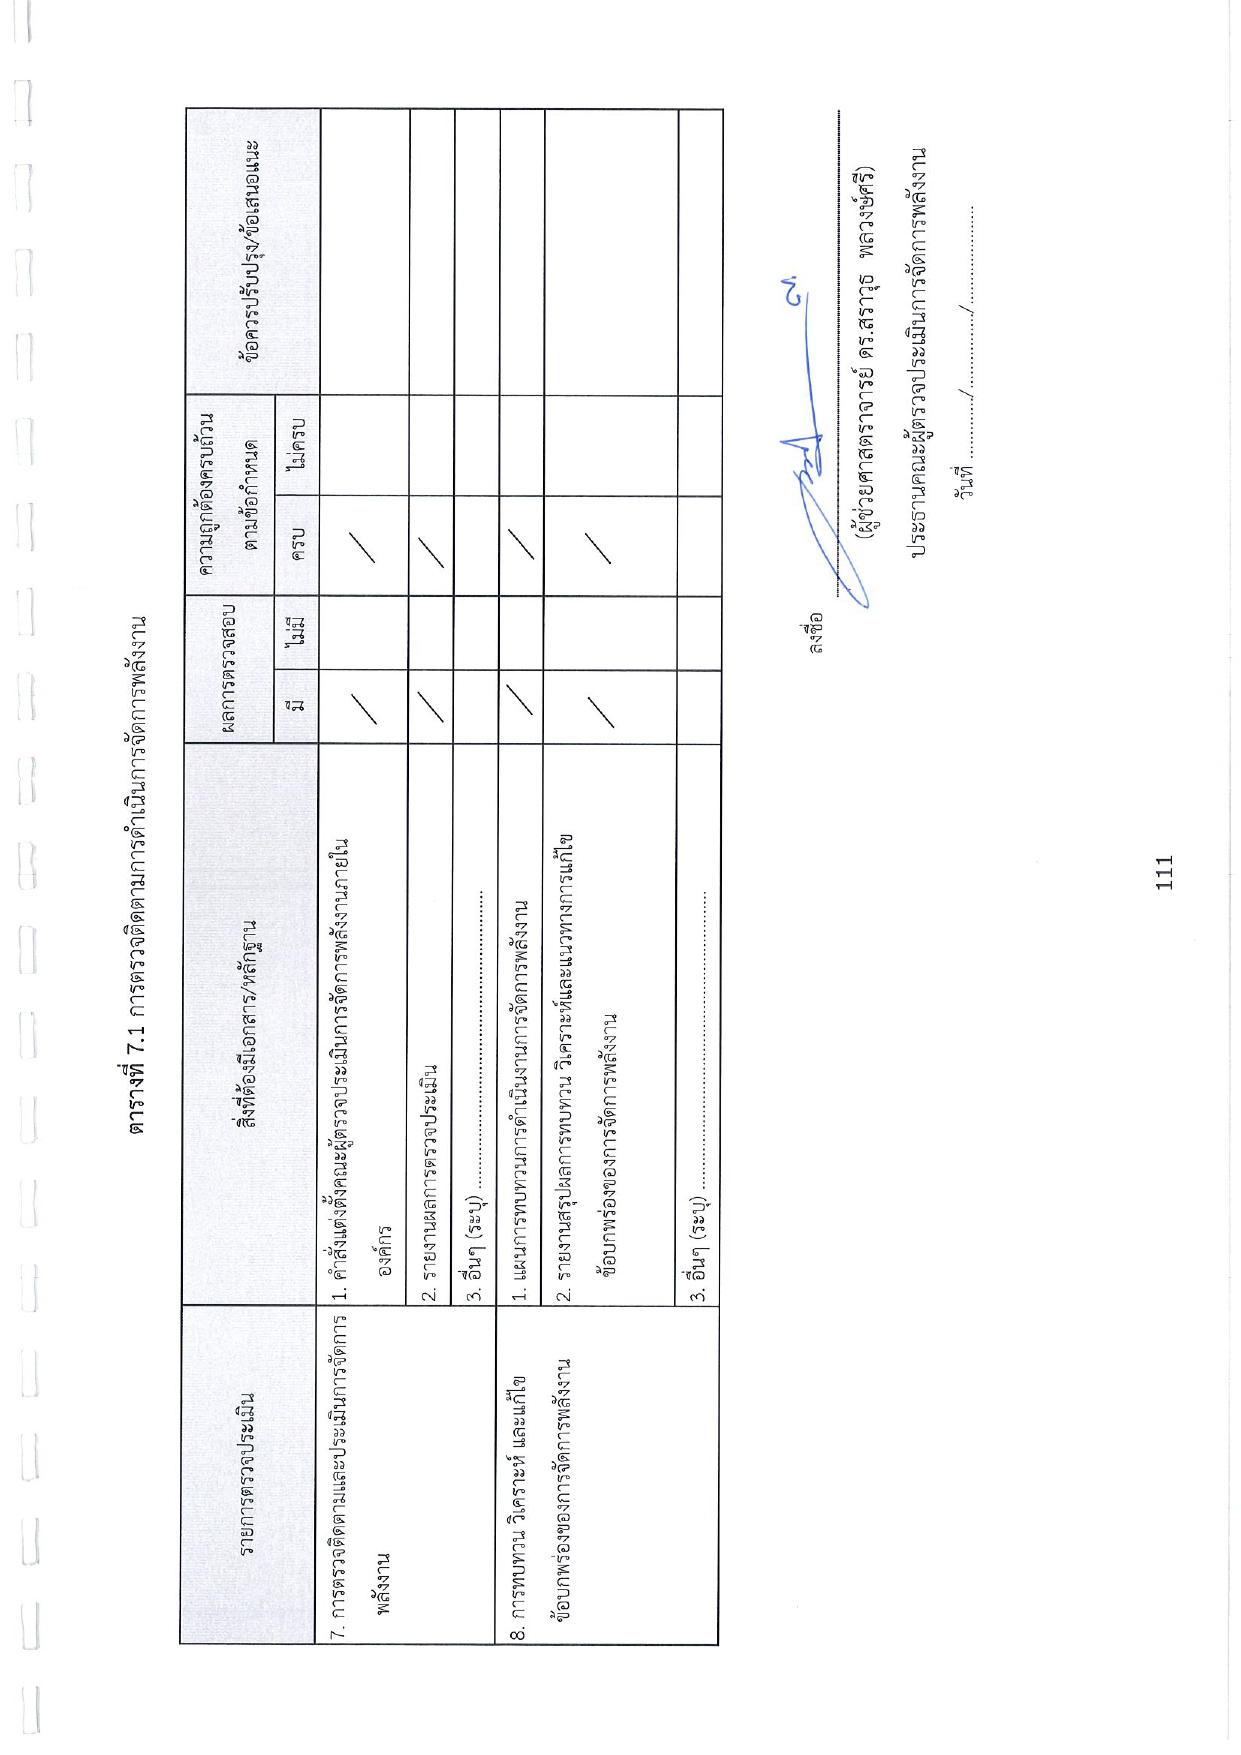 ตารางที่ 7.1 การตรวจติดตามการดำเนินการจัดการพลังงาน
รายการตรวจประเมิน
สิ่งที่ต้องมีเอกสาร/หลักฐาน
ผลการตรวจสอบ
ความถูกต้องครบถ้วน
ตามข้อกำหนด
ข้อควรปรับปรุง/ข้อเสนอแนะ
มี
ไม่มี
ครบ
ไม่ครบ
7. การตรวจติดตามและประเมินการจัดการ
พลังงาน
1. คำสั่งแต่งตั้งคณะผู้ตรวจประเมินการจัดการพลังงานภายใน
องค์กร
/
/
2. รายงานผลการตรวจประเมิน
/
/
3. อื่นๆ (ระบุ) ............................................................
8. การทบทวน วิเคราะห์ และแก้ไข
ข้อบกพร่องของการจัดการพลังงาน
1. แผนการทบทวนการดำเนินงานการจัดการพลังงาน
/
/
2. รายงานสรุปผลการทบทวน วิเคราะห์และแนวทางการแก้ไข
ข้อบกพร่องของการจัดการพลังงาน
/
/
3. อื่นๆ (ระบุ) ............................................................
ลงชื่อ
(ผู้ช่วยศาสตราจารย์ ดร.สราวุธ พลวงษ์ศรี)
ประธานคณะผู้ตรวจประเมินการจัดการพลังงาน
วันที่ ............/............../....................
111